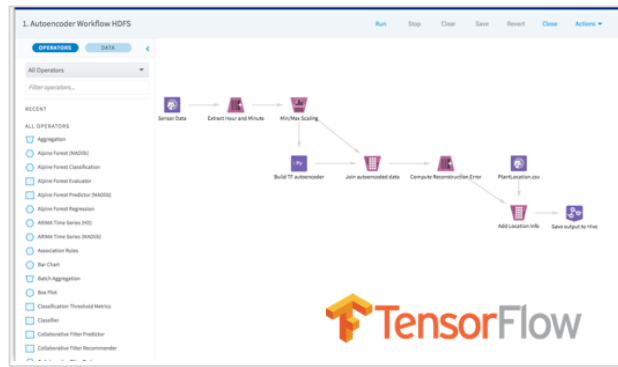 1. Autoencoder Workflow HDFS
Run Stop Clear Save Revert Close Actions
OPERATORS DATA
All Operators
Filter operators...
RECENT
ALL OPERATORS
Aggregation
Alpine Forest (MADlib)
Alpine Forest Classification
Alpine Forest Evaluator
Alpine Forest Predictor (MADlib)
Alpine Forest Regression
ARIMA Time Series (HD)
ARIMA Time Series (MADlib)
Association Rules
Bar Chart
Batch Aggregation
Box Plot
Classification Threshold Metrics
Classifier
Collaborative Filter Predictor
Collaborative Filter Recommender
Sensor Data
Extract Hour and Minute
Min/Max Scaling
Py
Build TF autoencoder
Join autoencoded data
Compute Reconstruction Error
PlantLocation.csv
Add Location Info
Save output to Hive
TensorFlow